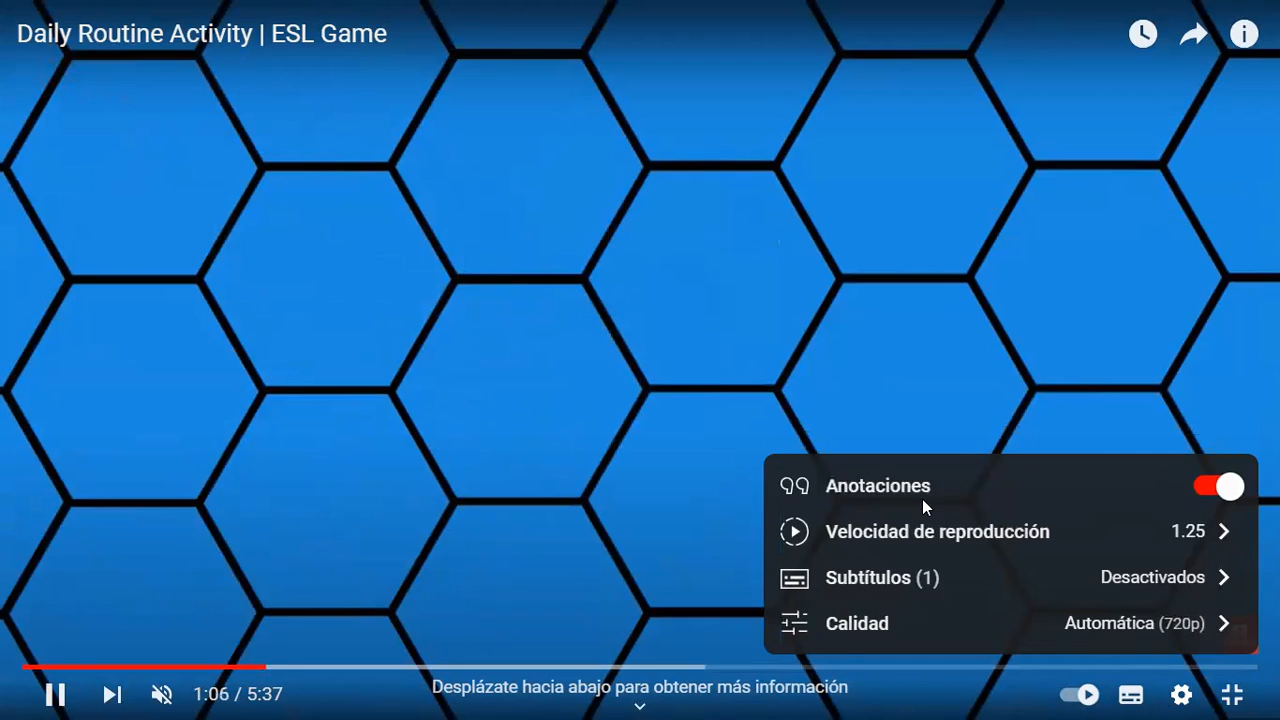 Daily Routine Activity | ESL Game
Anotaciones
Velocidad de reproducción 1.25
Subtítulos (1) Desactivados
Calidad Automática (720p)
1:06 / 5:37
Desplázate hacia abajo para obtener más información